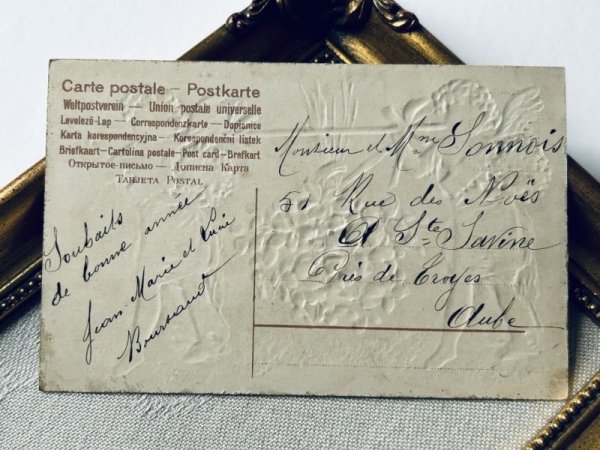 Carte postale — Postkarte
Weltpostverein — Union postale universelle
Levelező-Lap — Correspondenzkarte — Dopisnice
Karta korespondencyjna — Korespondenční listek
Briefkaart — Cartolina postale — Post card — Brefkort
Открытое письмо — Дописна Карта
Tarjeta Postal
Monsieur et Mme Sonnois
51 Rue des Noës
A Ste Savine
Près de Troyes
Aube
Souhaits
de bonne année
Jean Marie et